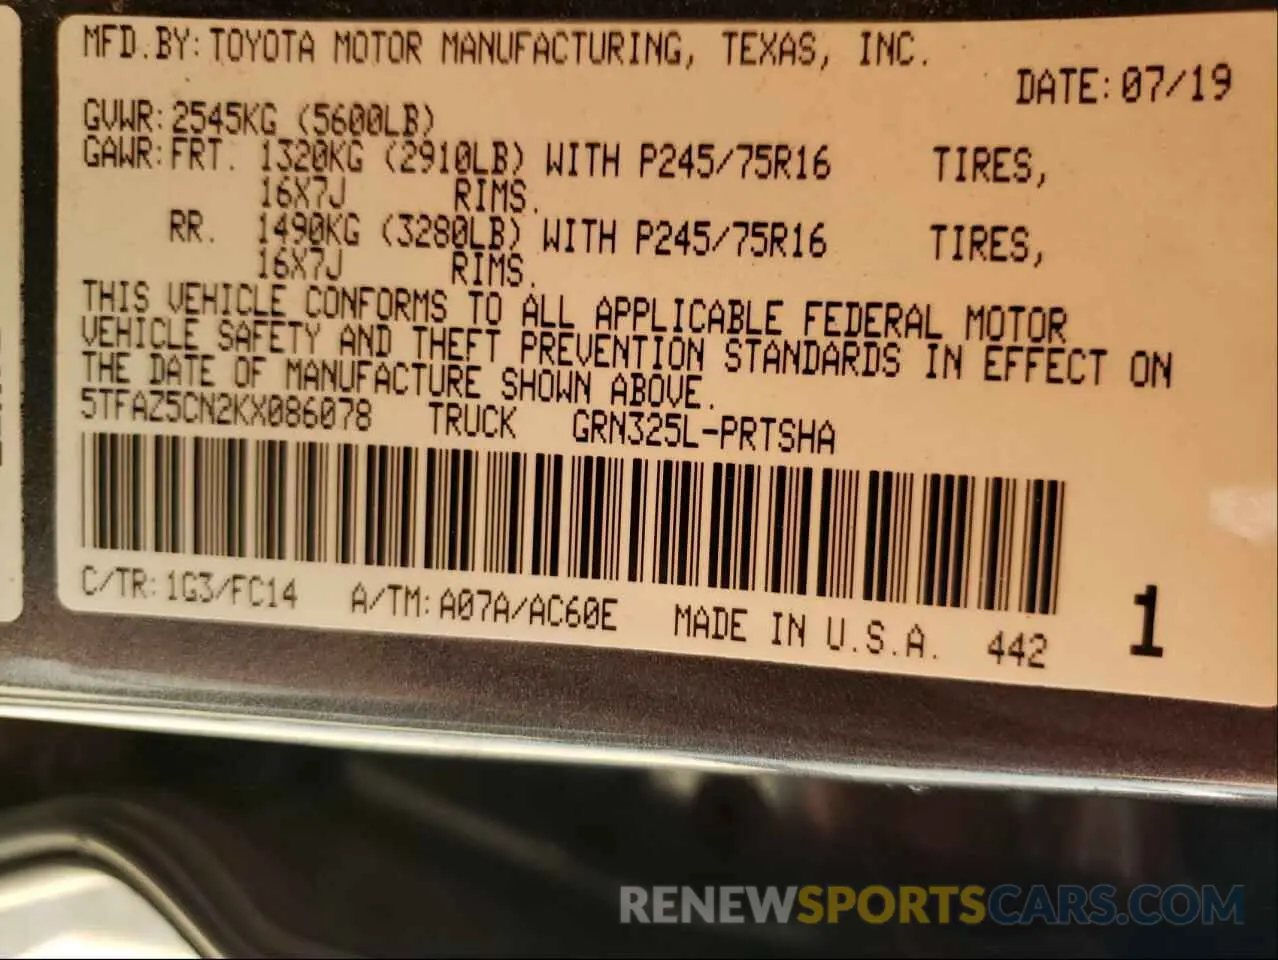 MFD.BY: TOYOTA MOTOR MANUFACTURING, TEXAS, INC.
DATE: 07/19
GVWR: 2545KG (5600LB)
GAWR: FRT. 1320KG (2910LB) WITH P245/75R16 TIRES,
16X7J RIMS.
RR. 1490KG (3280LB) WITH P245/75R16 TIRES,
16X7J RIMS.
THIS VEHICLE CONFORMS TO ALL APPLICABLE FEDERAL MOTOR
VEHICLE SAFETY AND THEFT PREVENTION STANDARDS IN EFFECT ON
THE DATE OF MANUFACTURE SHOWN ABOVE.
5TFAZ5CN2KX086078 TRUCK GRN325L-PRTSHA
C/TR: 1G3/FC14 A/TM: A07A/AC60E MADE IN U.S.A. 442
1
RENEWSPORTSCARS.COM